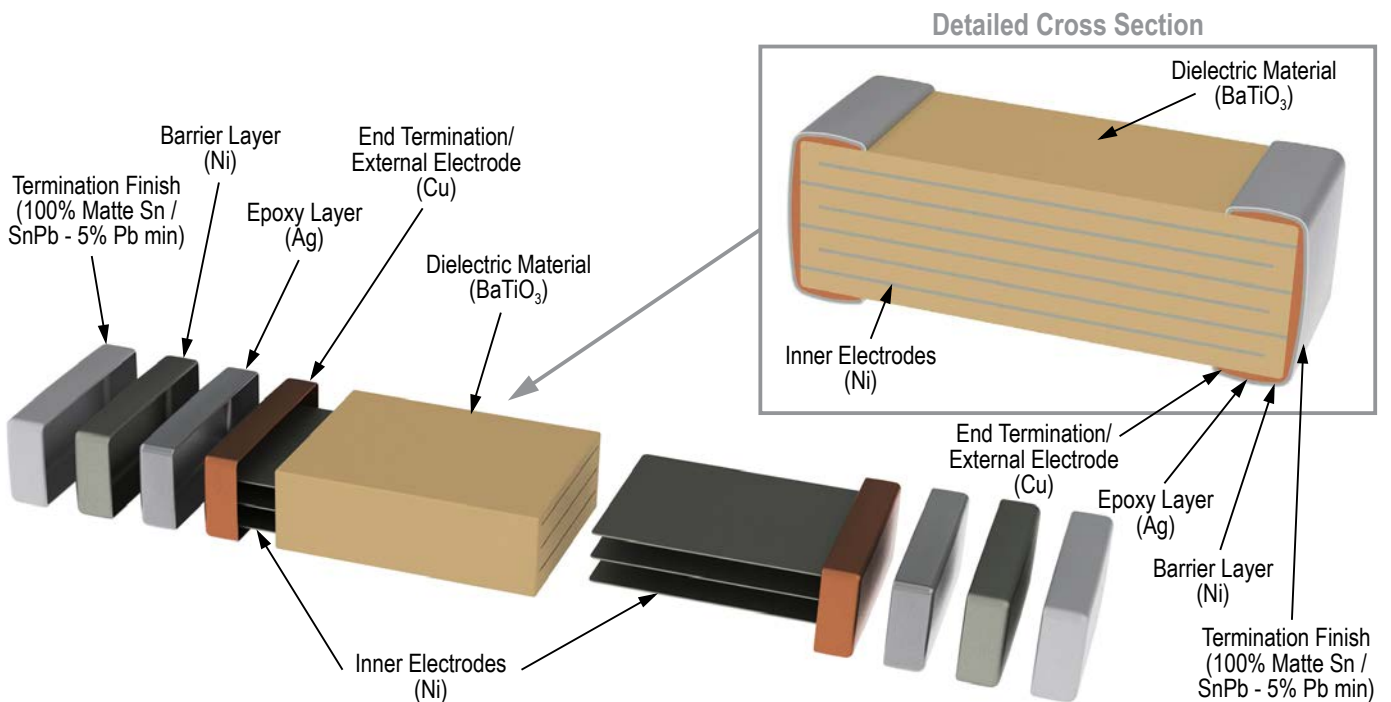 Detailed Cross Section
Dielectric Material
(BaTiO₃)
Inner Electrodes
(Ni)
End Termination/
External Electrode
(Cu)
Epoxy Layer
(Ag)
Barrier Layer
(Ni)
Termination Finish
(100% Matte Sn /
SnPb - 5% Pb min)
Termination Finish
(100% Matte Sn /
SnPb - 5% Pb min)
Barrier Layer
(Ni)
Epoxy Layer
(Ag)
End Termination/
External Electrode
(Cu)
Dielectric Material
(BaTiO₃)
Inner Electrodes
(Ni)